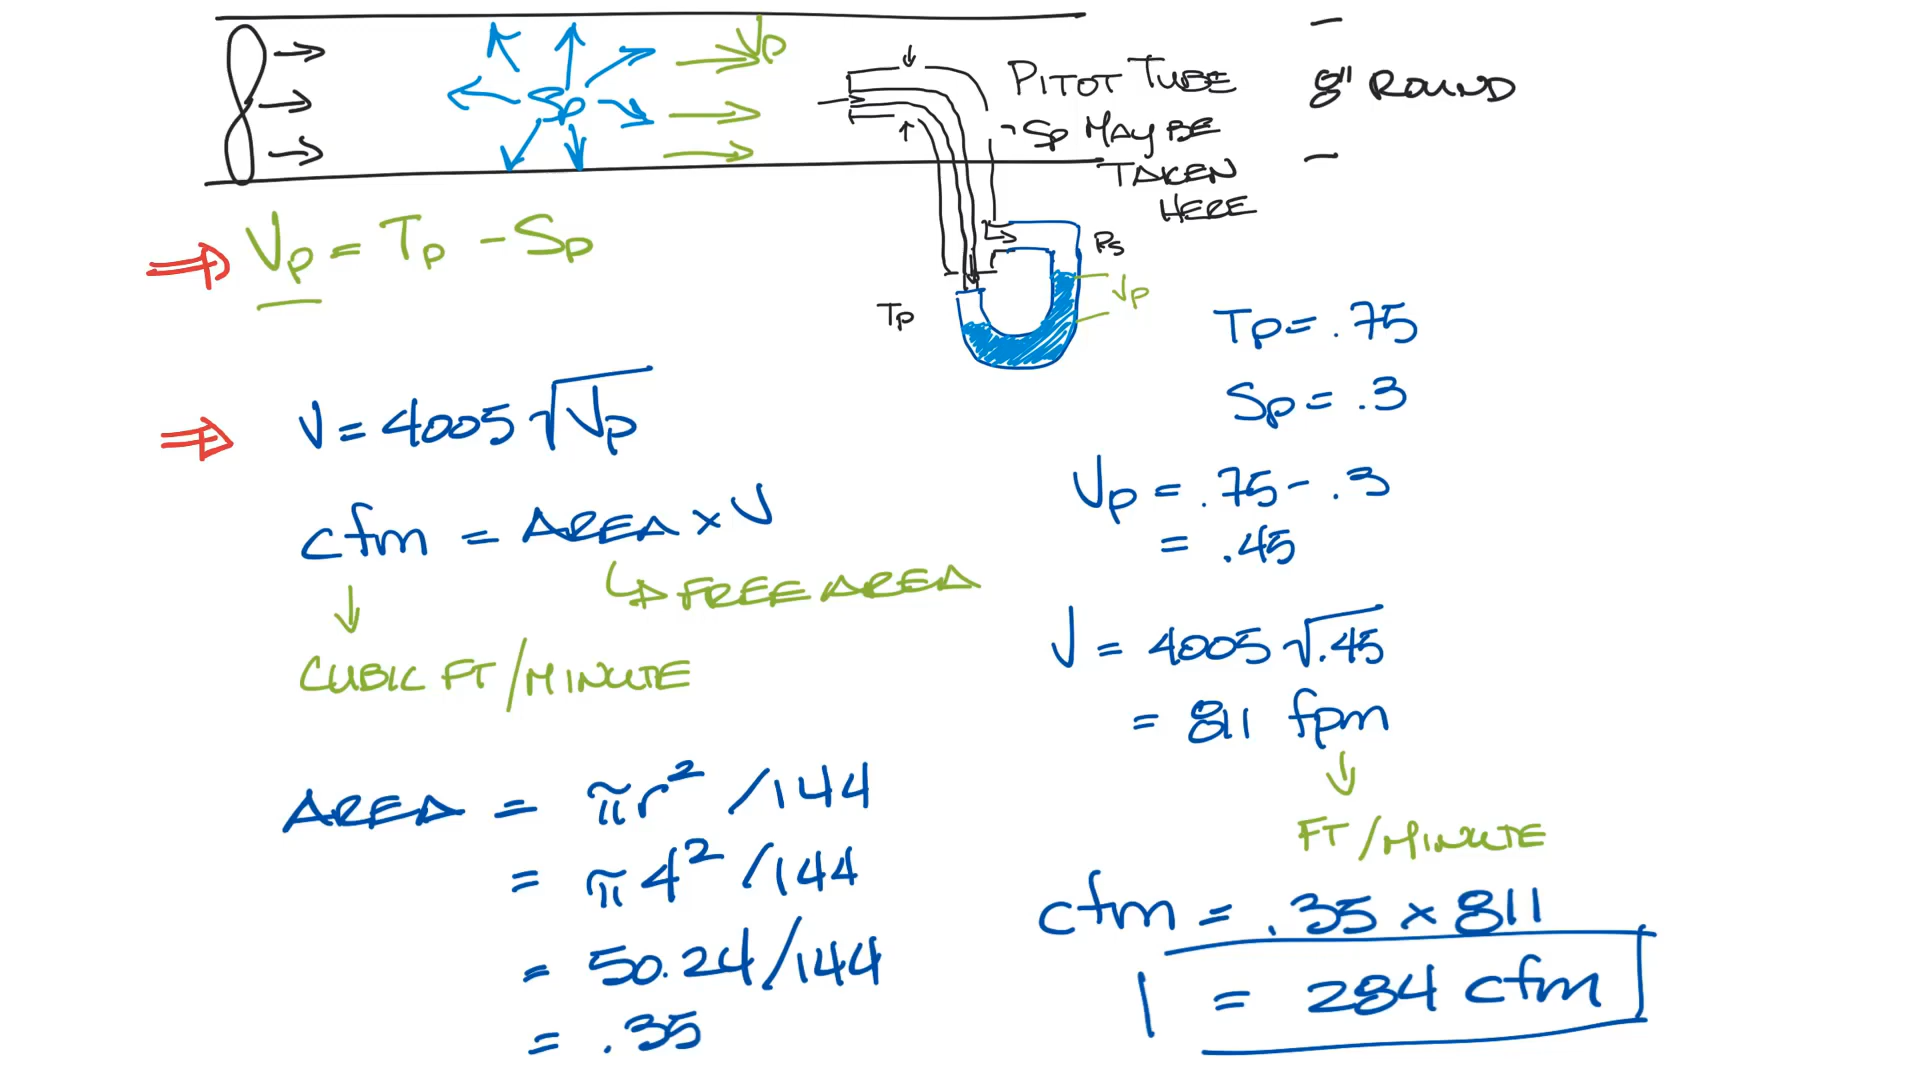 Vp
Sp
PITOT TUBE
- Sp MAY BE
TAKEN
HERE
8" ROUND
Vp = Tp - Sp
Ps
Vp
Tp
V = 4005 √Vp
cfm = AREA x V
↳ FREE AREA
↓
CUBIC FT/MINUTE
AREA = πr² /144
= π4² /144
= 50.24/144
= .35
Tp = .75
Sp = .3
Vp = .75 - .3
= .45
V = 4005 √.45
= 811 fpm
↓
FT/MINUTE
cfm = .35 x 811
= 284 cfm